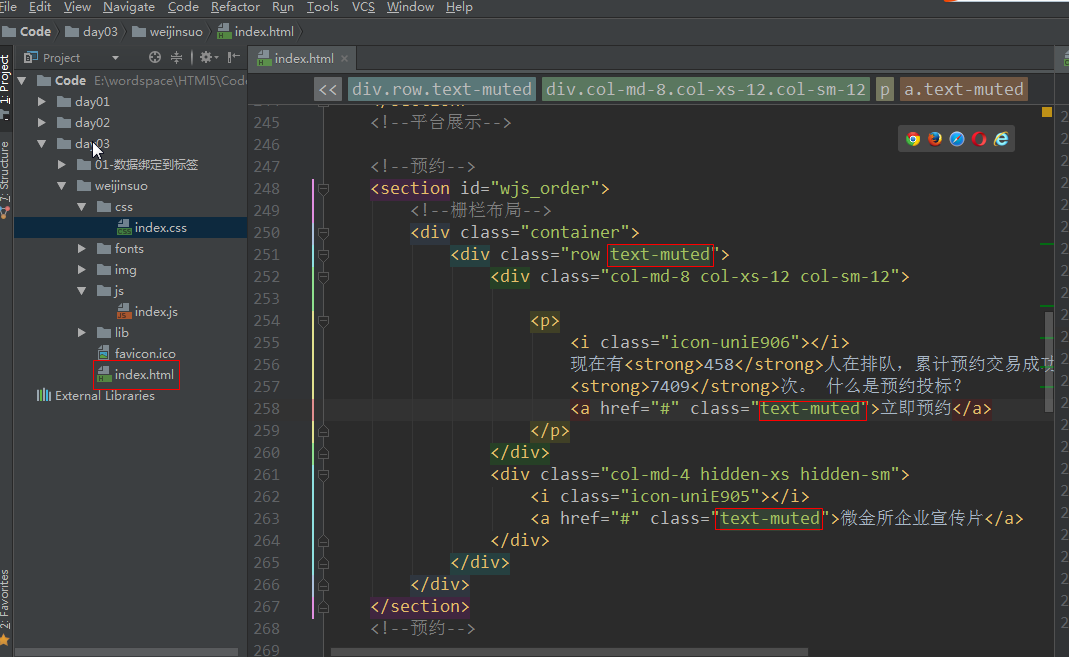 File Edit View Navigate Code Refactor Run Tools VCS Window Help
Code day03 weijinsuo index.html
1: Project
7: Structure
2: Favorites
Project
Code E:\wordspace\HTMl5\Code
day01
day02
day03
01-数据绑定到标签
weijinsuo
css
index.css
fonts
img
js
index.js
lib
favicon.ico
index.html
External Libraries
index.html ×
<< div.row.text-muted div.col-md-8.col-xs-12.col-sm-12 p a.text-muted
245 <!--平台展示-->
246
247 <!--预约-->
248 <section id="wjs_order">
249 <!--栅栏布局-->
250 <div class="container">
251 <div class="row text-muted">
252 <div class="col-md-8 col-xs-12 col-sm-12">
253
254 <p>
255 <i class="icon-uniE906"></i>
256 现在有<strong>458</strong>人在排队，累计预约交易成功
257 <strong>7409</strong>次。 什么是预约投标？
258 <a href="#" class="text-muted">立即预约</a>
259 </p>
260 </div>
261 <div class="col-md-4 hidden-xs hidden-sm">
262 <i class="icon-uniE905"></i>
263 <a href="#" class="text-muted">微金所企业宣传片</a>
264 </div>
265 </div>
266 </div>
267 </section>
268 <!--预约-->
269